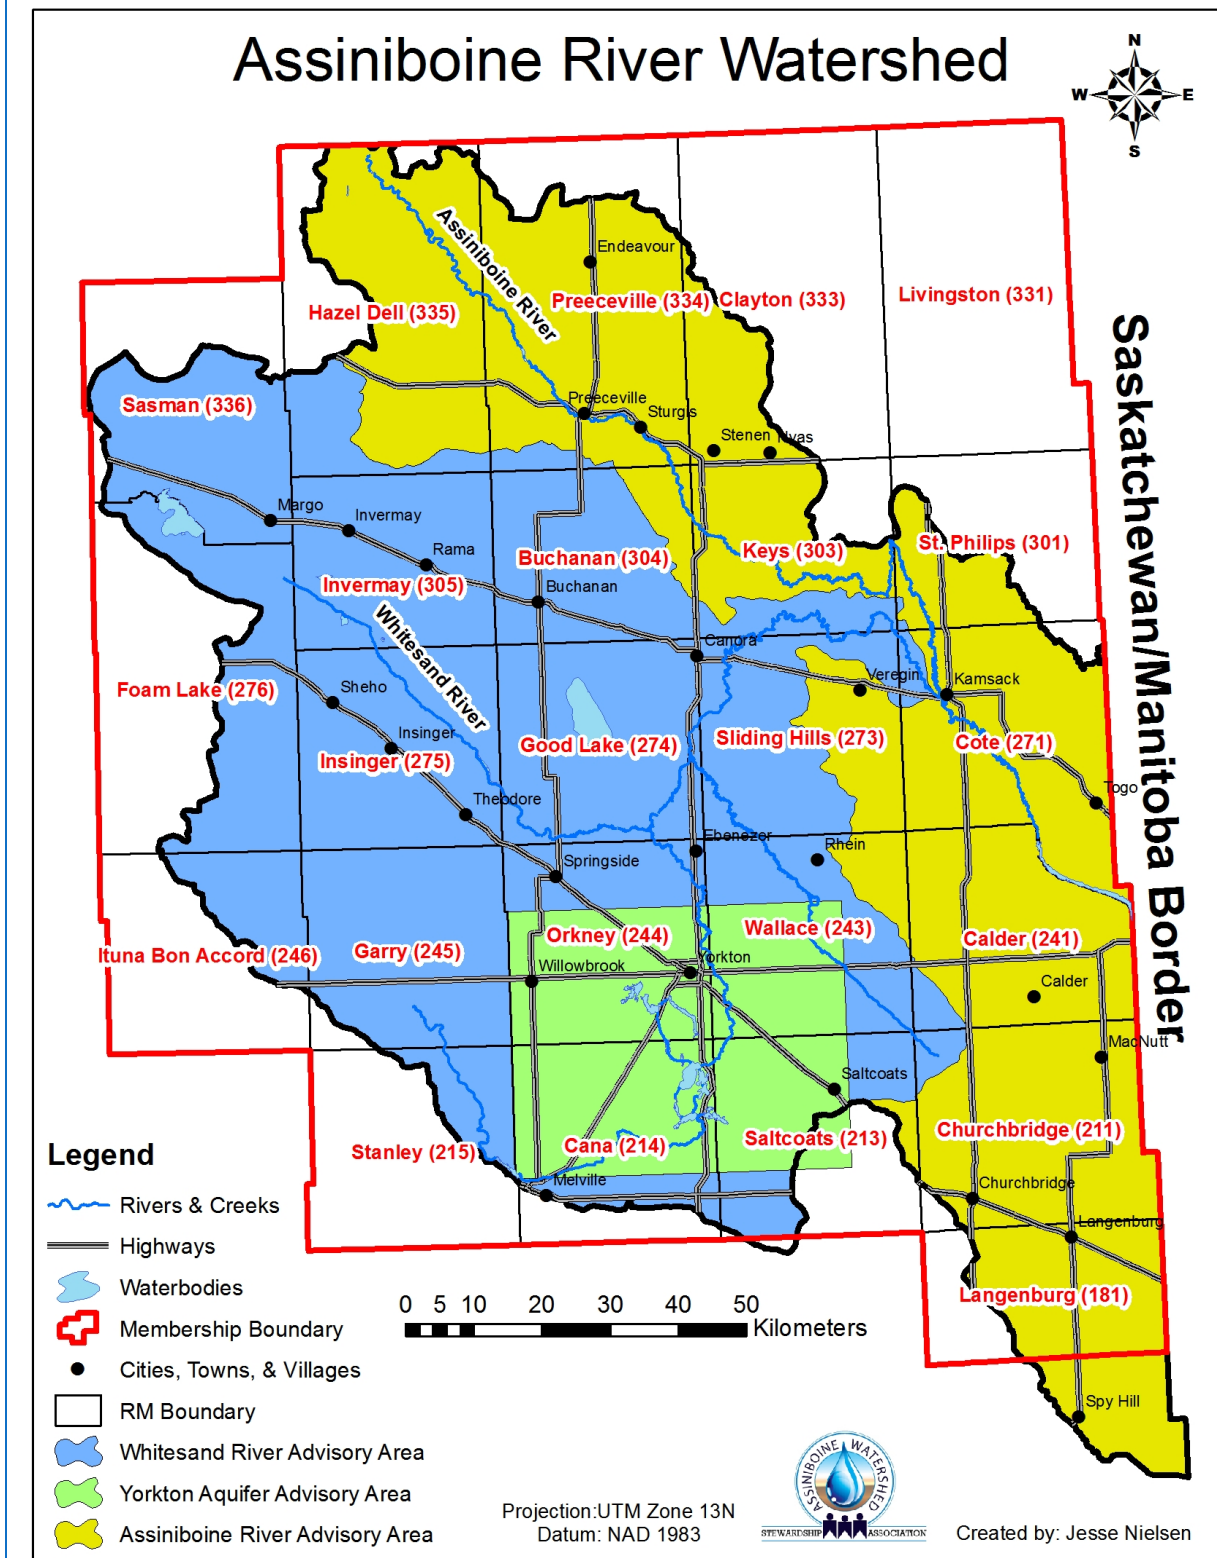 Assiniboine River Watershed
N
W
E
S
Endeavour
Assiniboine River
Livingston (331)
Preeceville (334)
Clayton (333)
Hazel Dell (335)
Saskatchewan/Manitoba Border
Preeceville
Sasman (336)
Sturgis
Stenen
Margo
Invermay
St. Philips (301)
Rama
Keys (303)
Buchanan (304)
Invermay (305)
Buchanan
Whitesand River
Canora
Veregin
Kamsack
Foam Lake (276)
Sheho
Insinger
Sliding Hills (273)
Cote (271)
Good Lake (274)
Insinger (275)
Togo
Theodore
Ebenezer
Rhein
Springside
Wallace (243)
Orkney (244)
Calder (241)
Garry (245)
Ituna Bon Accord (246)
Yorkton
Willowbrook
Calder
MacNutt
Saltcoats
Churchbridge (211)
Saltcoats (213)
Cana (214)
Stanley (215)
Melville
Churchbridge
Langenburg
Langenburg (181)
Spy Hill
Legend
Rivers & Creeks
Highways
Waterbodies
Membership Boundary
Cities, Towns, & Villages
RM Boundary
Whitesand River Advisory Area
Yorkton Aquifer Advisory Area
Assiniboine River Advisory Area
0 5 10 20 30 40 50
Kilometers
Projection:UTM Zone 13N
Datum: NAD 1983
ASSINIBOINE WATERSHED
STEWARDSHIP ASSOCIATION
Created by: Jesse Nielsen